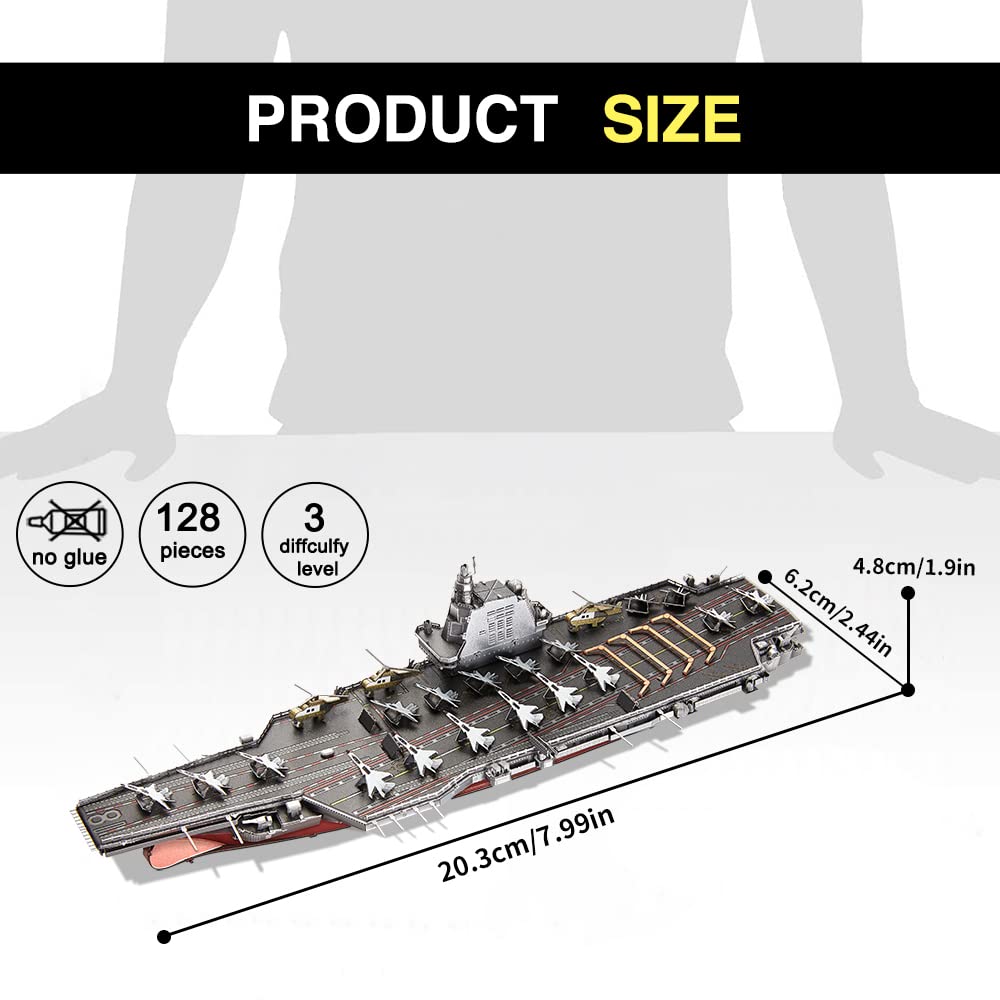 PRODUCT SIZE
no glue
128
pieces
3
diffculfy
level
4.8cm/1.9in
6.2cm/2.44in
20.3cm/7.99in
8